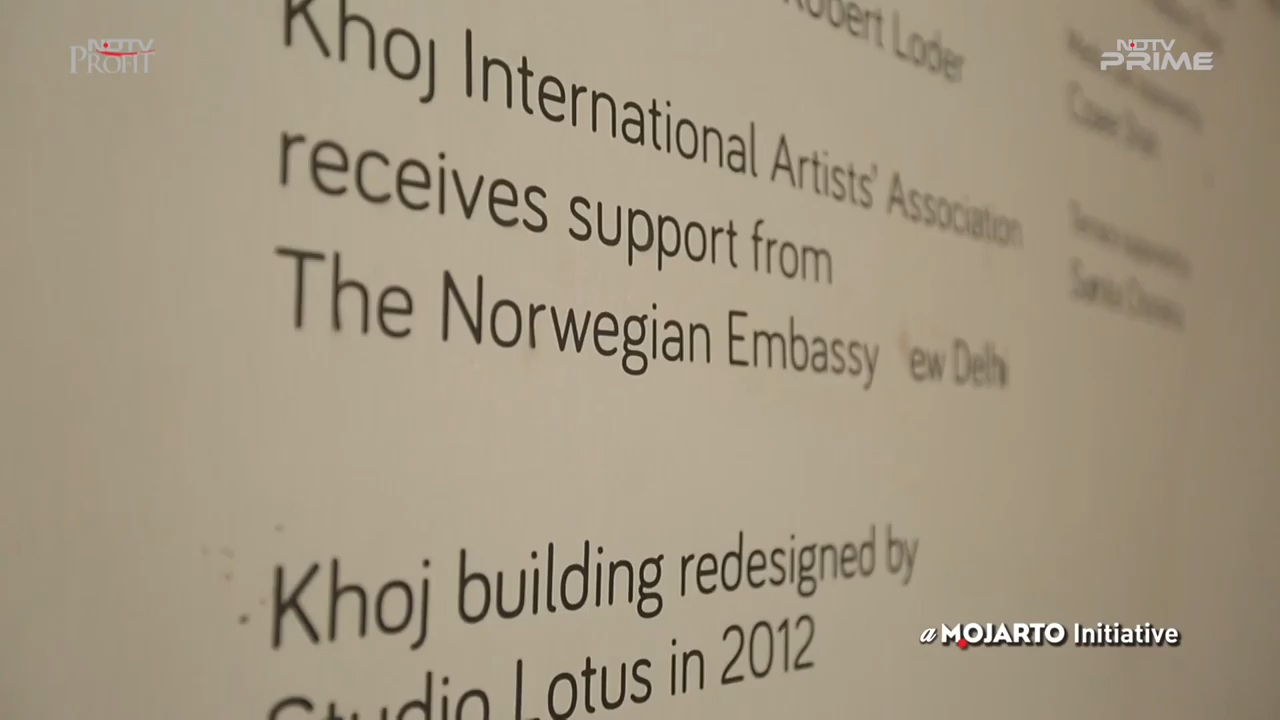 NDTV
PROFIT
NDTV
PRIME
Robert Loder
Khoj International Artists' Association
receives support from
The Norwegian Embassy ew Delhi
Khoj building redesigned by
Studio Lotus in 2012
a MOJARTO Initiative